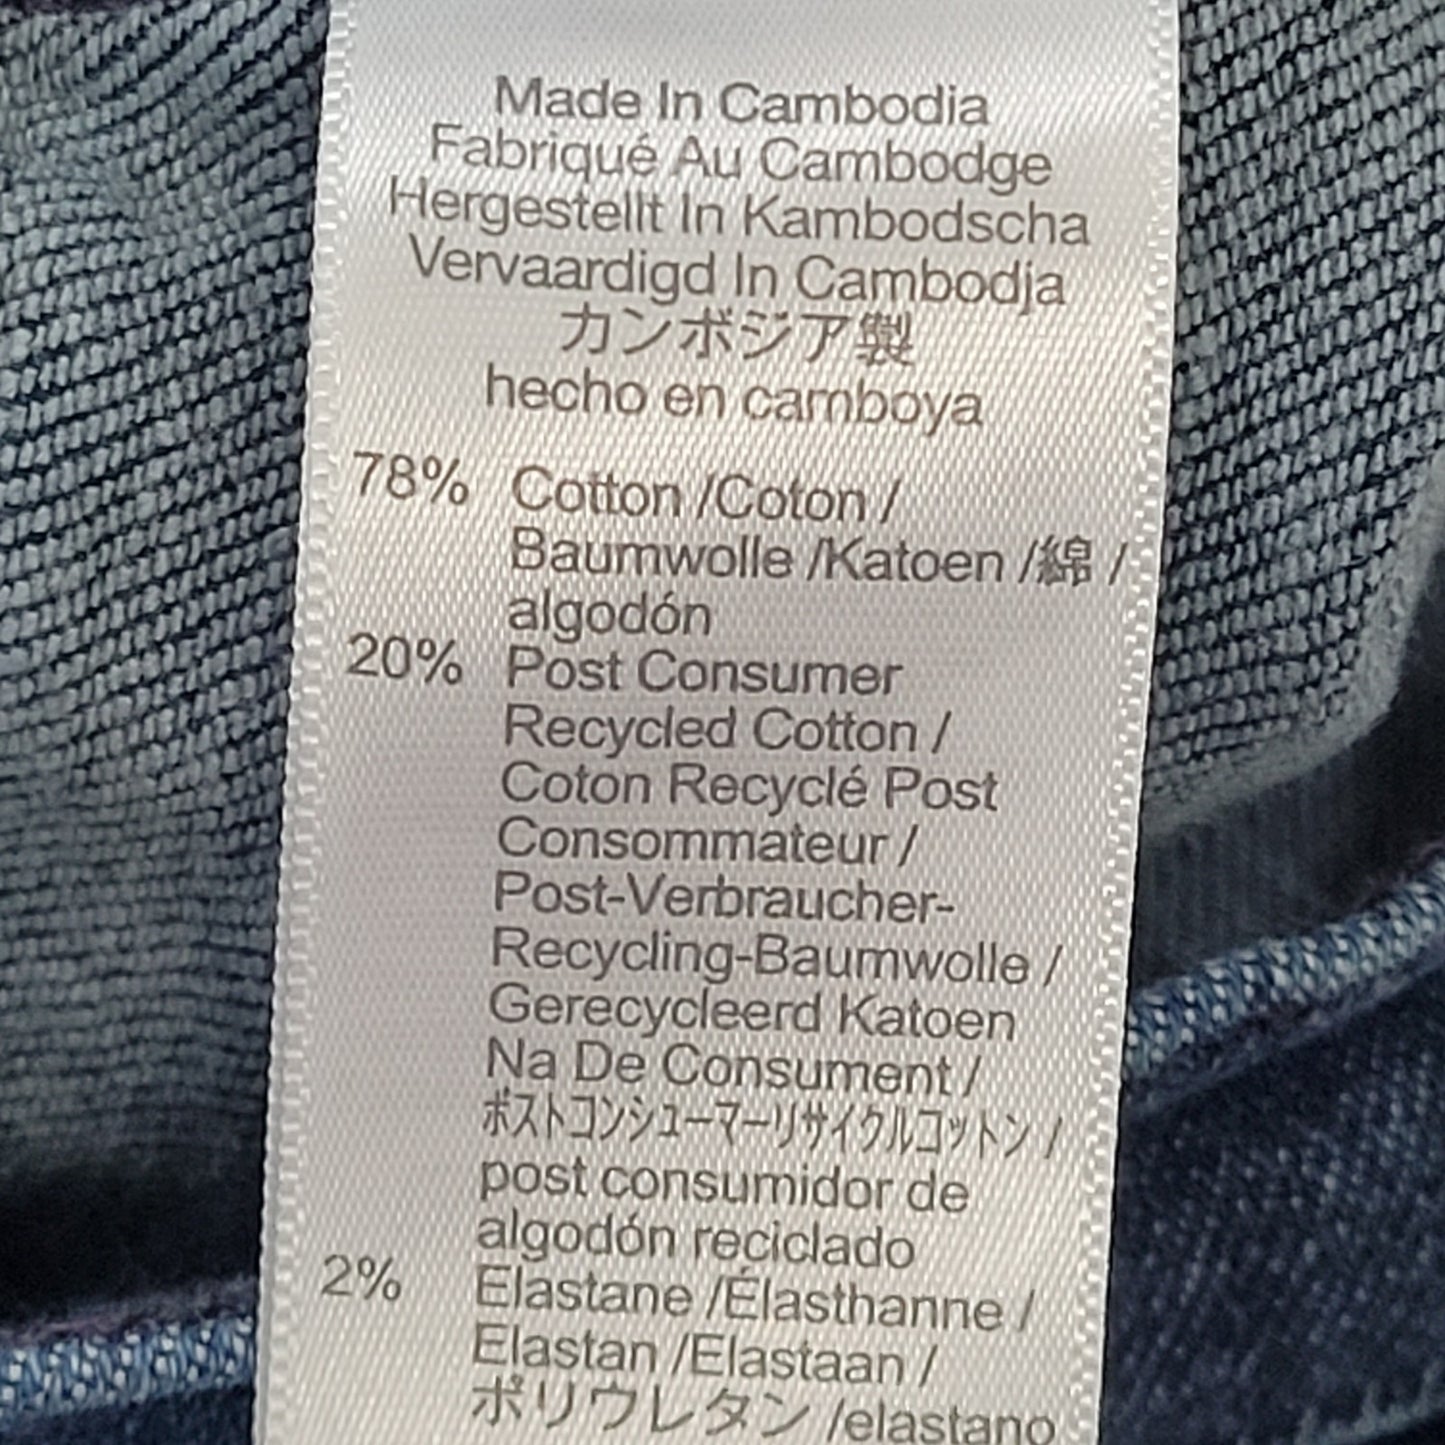 Made In Cambodia
Fabriqué Au Cambodge
Hergestellt In Kambodscha
Vervaardigd In Cambodja
カンボジア製
hecho en camboya
78% Cotton /Coton /
Baumwolle /Katoen /綿 /
algodón
20% Post Consumer
Recycled Cotton /
Coton Recyclé Post
Consommateur /
Post-Verbraucher-
Recycling-Baumwolle /
Gerecycleerd Katoen
Na De Consument /
ポストコンシューマーリサイクルコットン /
post consumidor de
algodón reciclado
2% Elastane /Élasthanne /
Elastan /Elastaan /
ポリウレタン /elastano